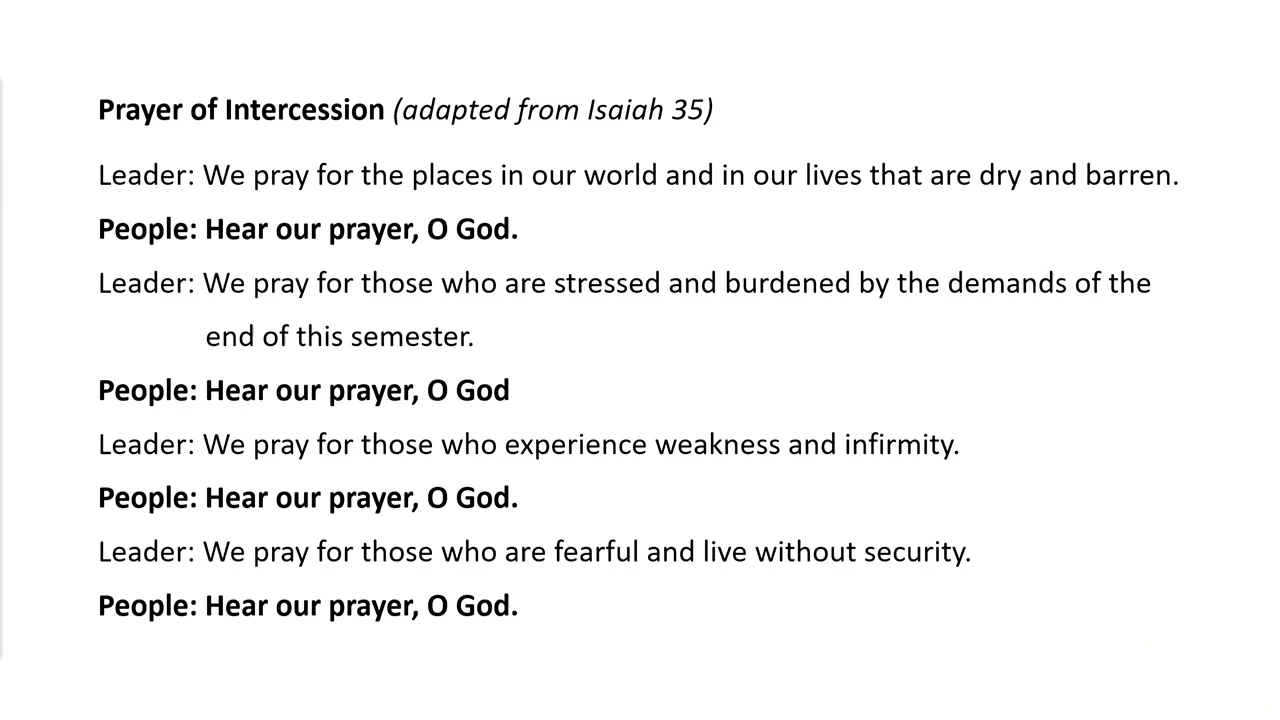 Prayer of Intercession (adapted from Isaiah 35)
Leader: We pray for the places in our world and in our lives that are dry and barren.
People: Hear our prayer, O God.
Leader: We pray for those who are stressed and burdened by the demands of the
end of this semester.
People: Hear our prayer, O God
Leader: We pray for those who experience weakness and infirmity.
People: Hear our prayer, O God.
Leader: We pray for those who are fearful and live without security.
People: Hear our prayer, O God.